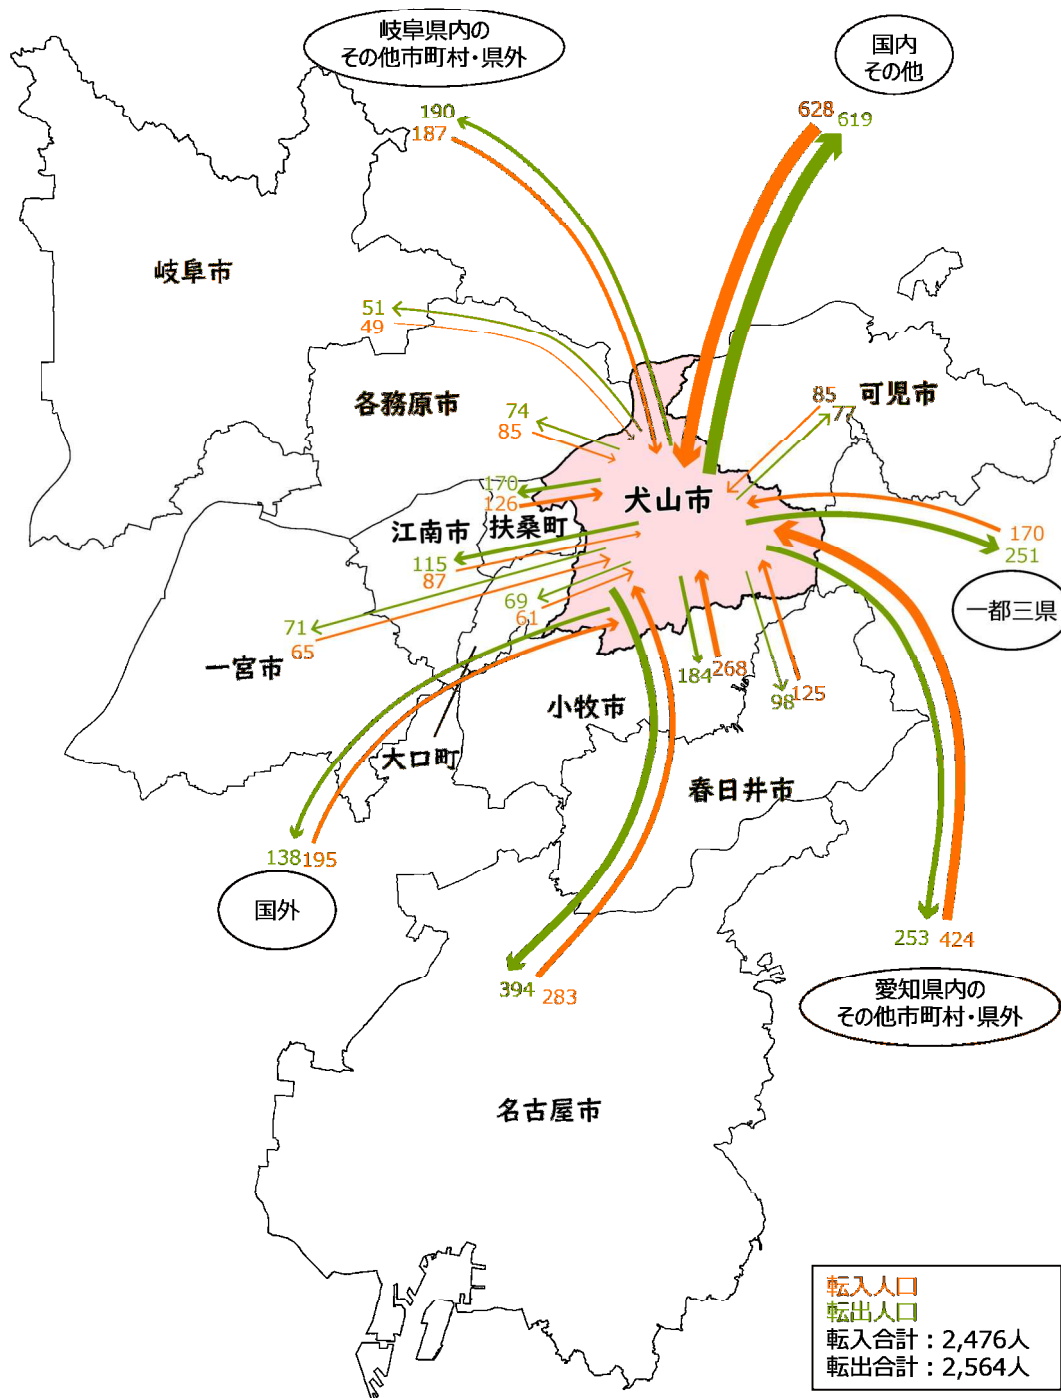 岐阜県内の
その他市町村・県外
国内
その他
190
187
628
619
岐阜市
51
49
各務原市
74
85
85
77
可児市
170
126
犬山市
江南市
扶桑町
115
87
170
251
一都三県
69
61
71
65
一宮市
184
268
98
125
小牧市
大口町
春日井市
138
195
国外
394
283
253
424
愛知県内の
その他市町村・県外
名古屋市
転入人口
転出人口
転入合計：2,476人
転出合計：2,564人